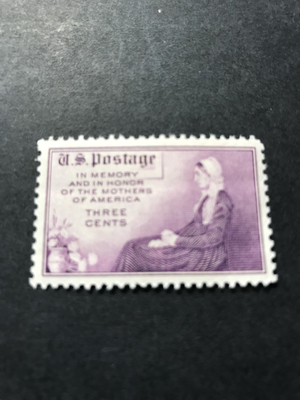 U.S. Postage
IN MEMORY
AND IN HONOR
OF THE MOTHERS
OF AMERICA
THREE
CENTS